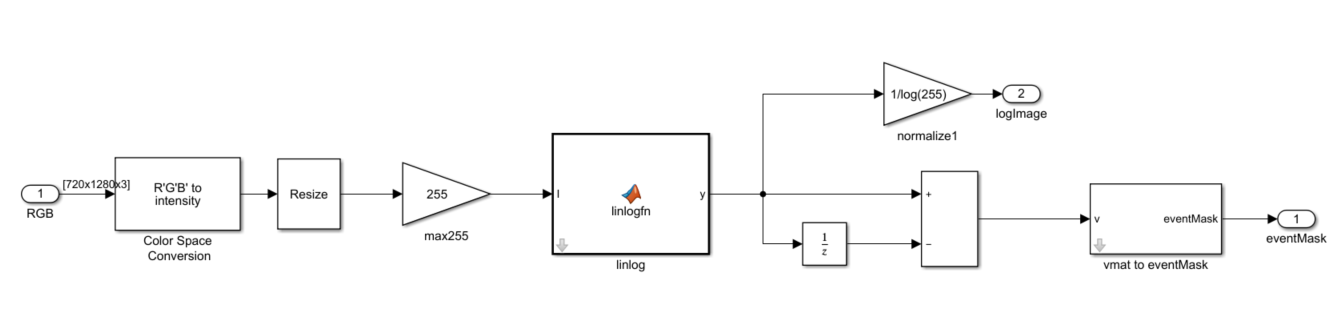 1
RGB
[720x1280x3]
R'G'B' to
intensity
Color Space
Conversion
Resize
255
max255
I
linlogfn
y
linlog
1/log(255)
normalize1
2
logImage
+
−
1
z
v
eventMask
vmat to eventMask
1
eventMask